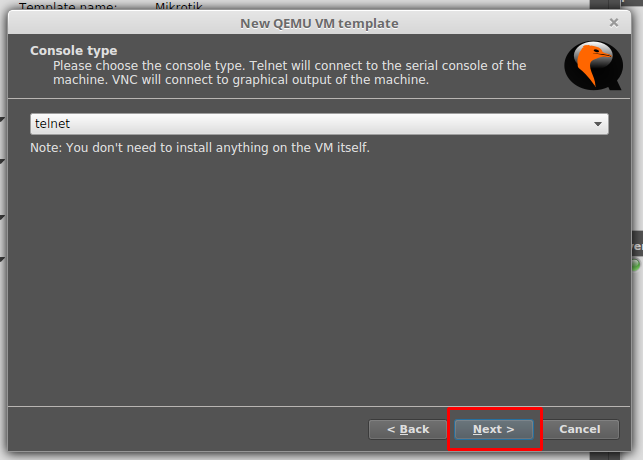 Template name: Mikrotik
New QEMU VM template
Console type
Please choose the console type. Telnet will connect to the serial console of the
machine. VNC will connect to graphical output of the machine.
telnet
Note: You don't need to install anything on the VM itself.
< Back Next > Cancel